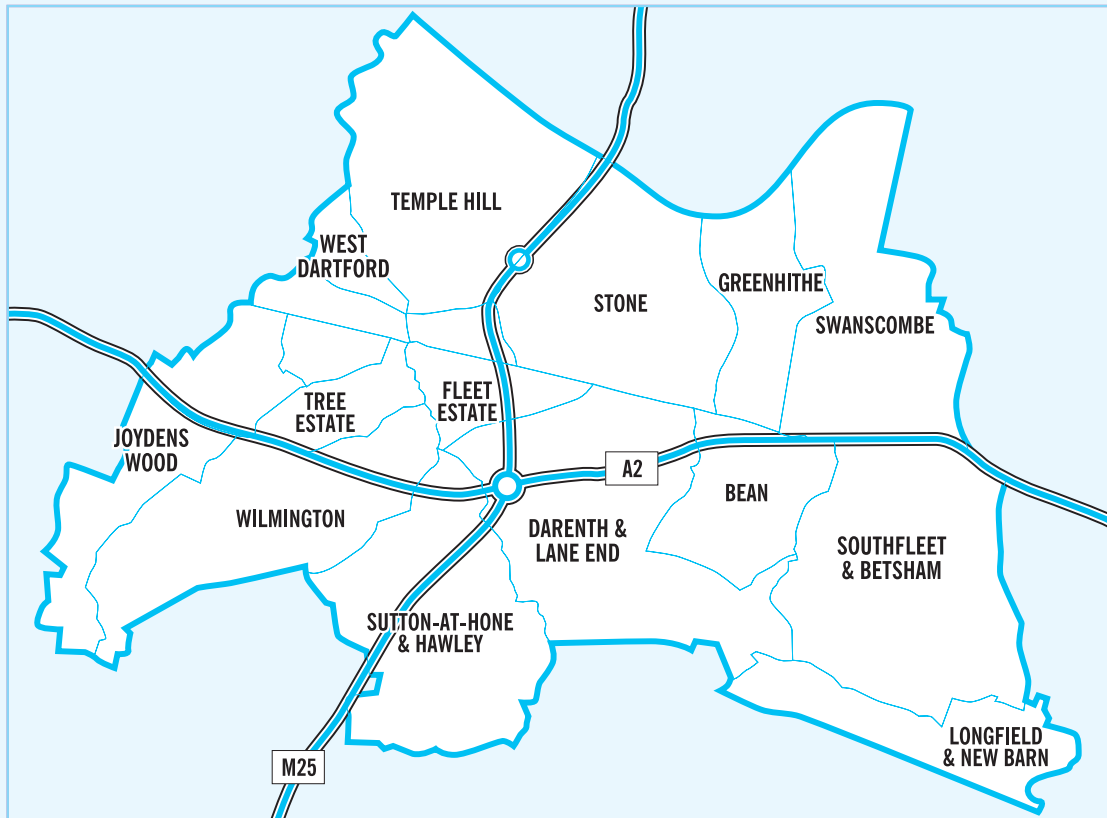 TEMPLE HILL
WEST
DARTFORD
GREENHITHE
STONE
SWANSCOMBE
FLEET
ESTATE
TREE
ESTATE
JOYDENS
WOOD
A2
BEAN
WILMINGTON
DARENTH &
LANE END
SOUTHFLEET
& BETSHAM
SUTTON-AT-HONE
& HAWLEY
LONGFIELD
& NEW BARN
M25